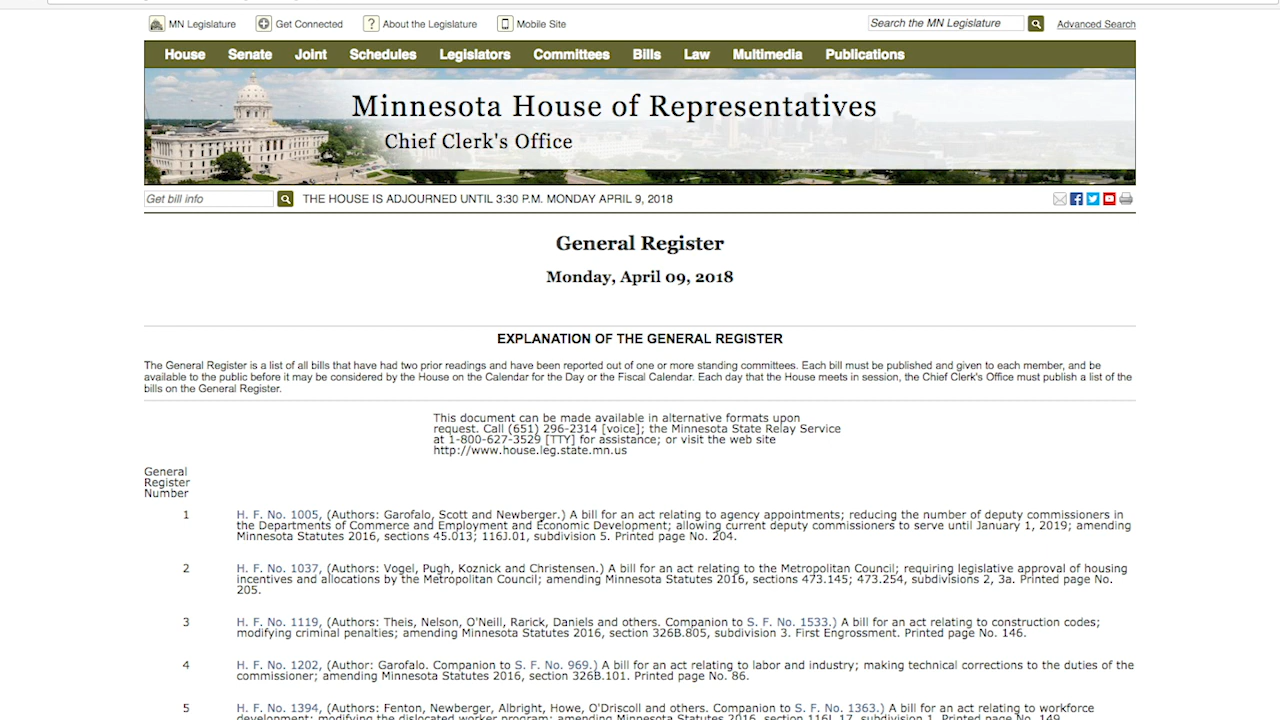 MN Legislature Get Connected ? About the Legislature Mobile Site Search the MN Legislature Advanced Search
House Senate Joint Schedules Legislators Committees Bills Law Multimedia Publications
Minnesota House of Representatives
Chief Clerk's Office
Get bill info THE HOUSE IS ADJOURNED UNTIL 3:30 P.M. MONDAY APRIL 9, 2018
General Register
Monday, April 09, 2018
EXPLANATION OF THE GENERAL REGISTER
The General Register is a list of all bills that have had two prior readings and have been reported out of one or more standing committees. Each bill must be published and given to each member, and be
available to the public before it may be considered by the House on the Calendar for the Day or the Fiscal Calendar. Each day that the House meets in session, the Chief Clerk's Office must publish a list of the
bills on the General Register.
This document can be made available in alternative formats upon
request. Call (651) 296-2314 [voice]; the Minnesota State Relay Service
at 1-800-627-3529 [TTY] for assistance; or visit the web site
http://www.house.leg.state.mn.us
General
Register
Number
1 H. F. No. 1005, (Authors: Garofalo, Scott and Newberger.) A bill for an act relating to agency appointments; reducing the number of deputy commissioners in
the Departments of Commerce and Employment and Economic Development; allowing current deputy commissioners to serve until January 1, 2019; amending
Minnesota Statutes 2016, sections 45.013; 116J.01, subdivision 5. Printed page No. 204.
2 H. F. No. 1037, (Authors: Vogel, Pugh, Koznick and Christensen.) A bill for an act relating to the Metropolitan Council; requiring legislative approval of housing
incentives and allocations by the Metropolitan Council; amending Minnesota Statutes 2016, sections 473.145; 473.254, subdivisions 2, 3a. Printed page No.
205.
3 H. F. No. 1119, (Authors: Theis, Nelson, O'Neill, Rarick, Daniels and others. Companion to S. F. No. 1533.) A bill for an act relating to construction codes;
modifying criminal penalties; amending Minnesota Statutes 2016, section 326B.805, subdivision 3. First Engrossment. Printed page No. 146.
4 H. F. No. 1202, (Author: Garofalo. Companion to S. F. No. 969.) A bill for an act relating to labor and industry; making technical corrections to the duties of the
commissioner; amending Minnesota Statutes 2016, section 326B.101. Printed page No. 86.
5 H. F. No. 1394, (Authors: Fenton, Newberger, Albright, Howe, O'Driscoll and others. Companion to S. F. No. 1363.) A bill for an act relating to workforce
development; modifying the dislocated worker program; amending Minnesota Statutes 2016, section 116L.17, subdivision 1. Printed page No. 149.